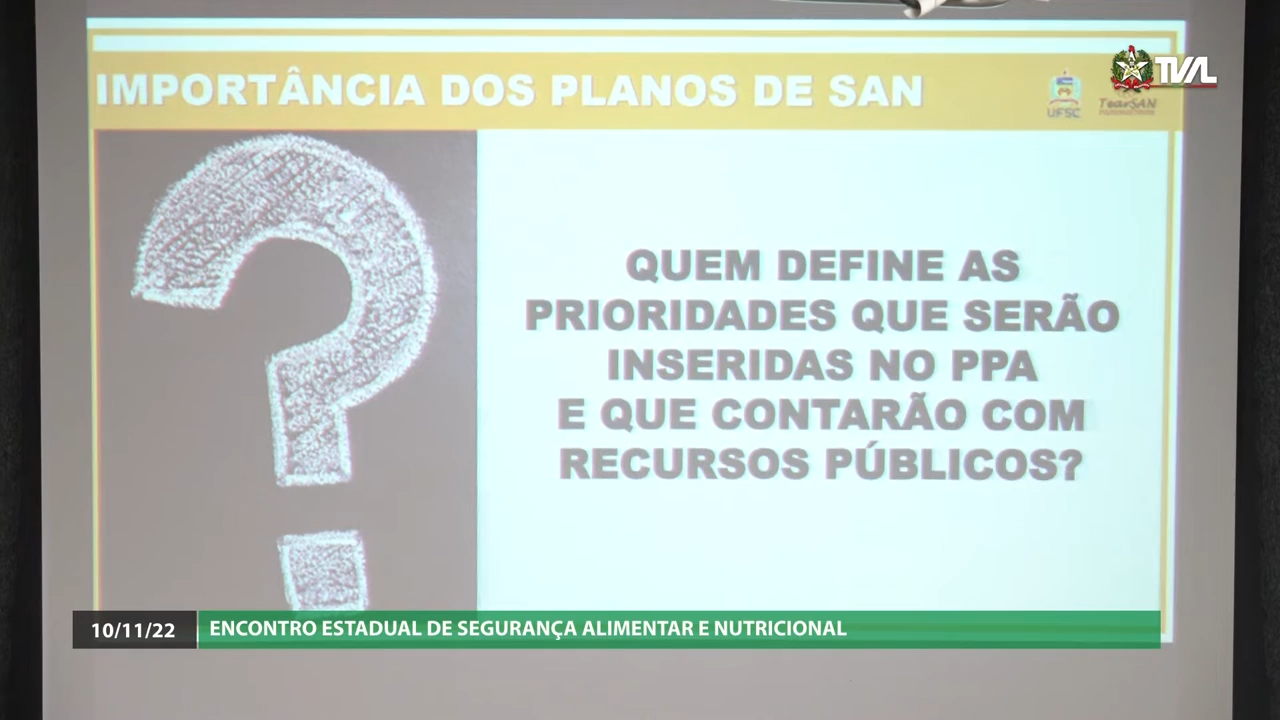 IMPORTÂNCIA DOS PLANOS DE SAN
UFSC
TearSAN
TVAL
QUEM DEFINE AS
PRIORIDADES QUE SERÃO
INSERIDAS NO PPA
E QUE CONTARÃO COM
RECURSOS PÚBLICOS?
10/11/22
ENCONTRO ESTADUAL DE SEGURANÇA ALIMENTAR E NUTRICIONAL